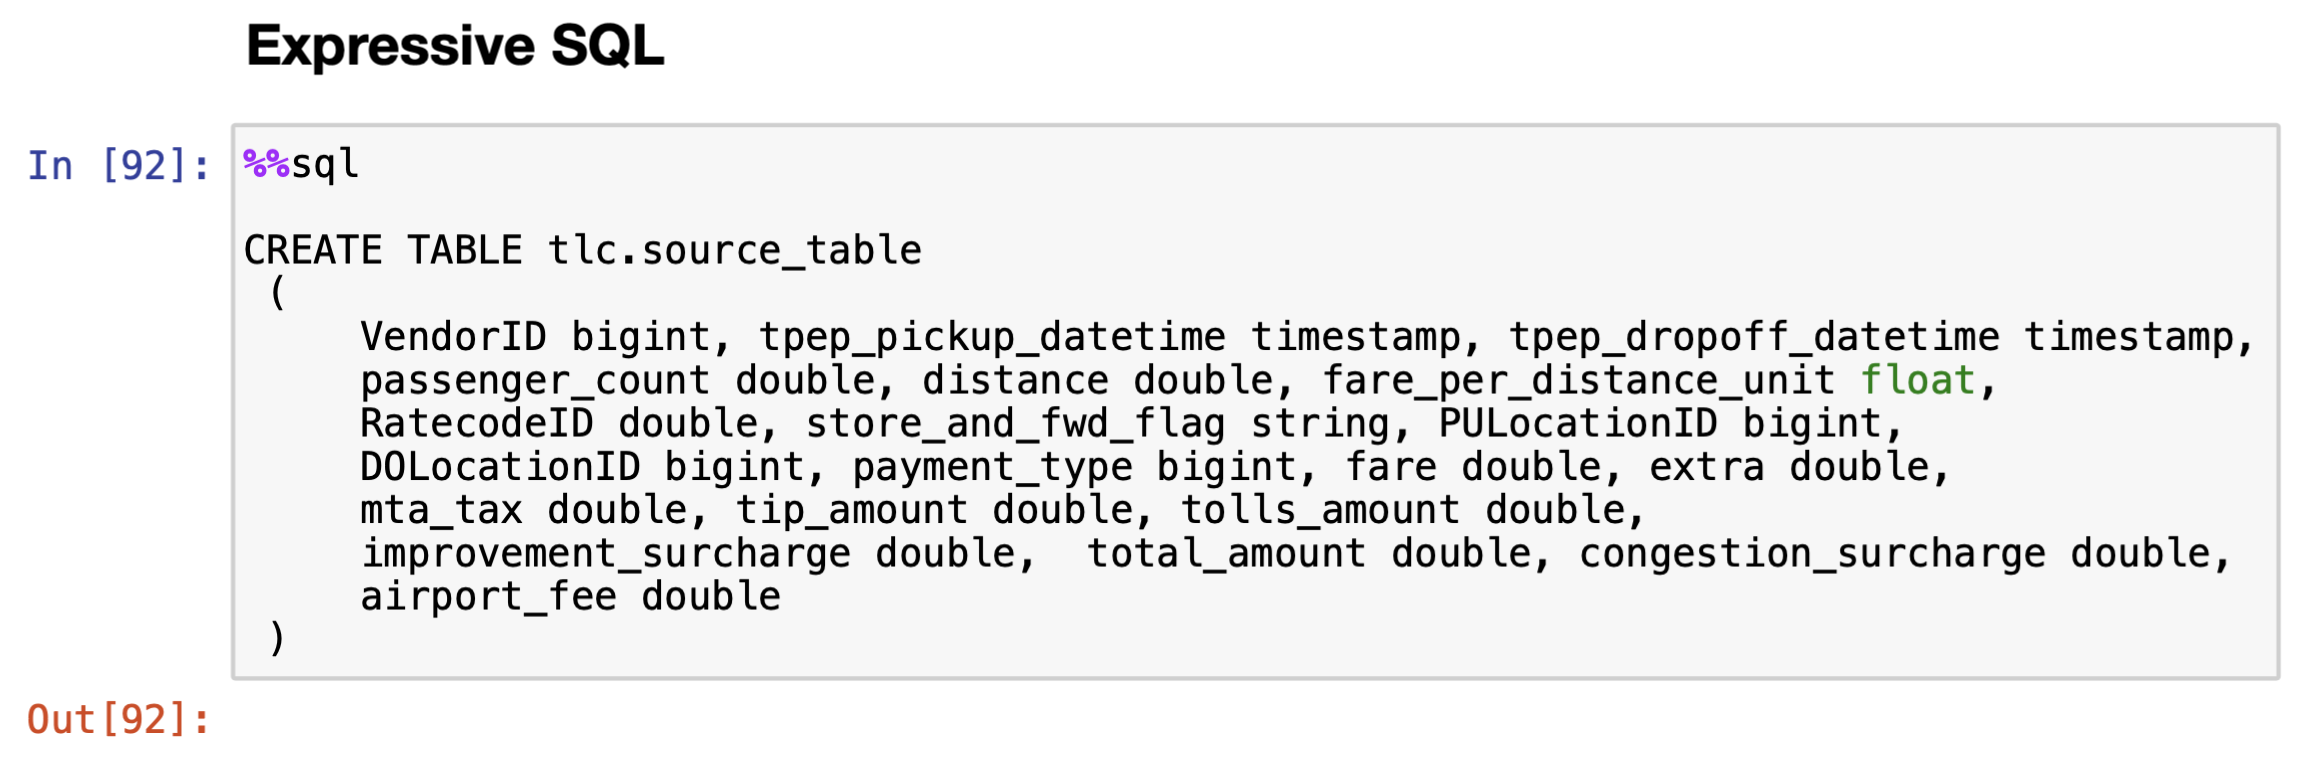 Expressive SQL
In [92]: %%sql
CREATE TABLE tlc.source_table
(
VendorID bigint, tpep_pickup_datetime timestamp, tpep_dropoff_datetime timestamp,
passenger_count double, distance double, fare_per_distance_unit float,
RatecodeID double, store_and_fwd_flag string, PULocationID bigint,
DOLocationID bigint, payment_type bigint, fare double, extra double,
mta_tax double, tip_amount double, tolls_amount double,
improvement_surcharge double,  total_amount double, congestion_surcharge double,
airport_fee double
)
Out[92]: